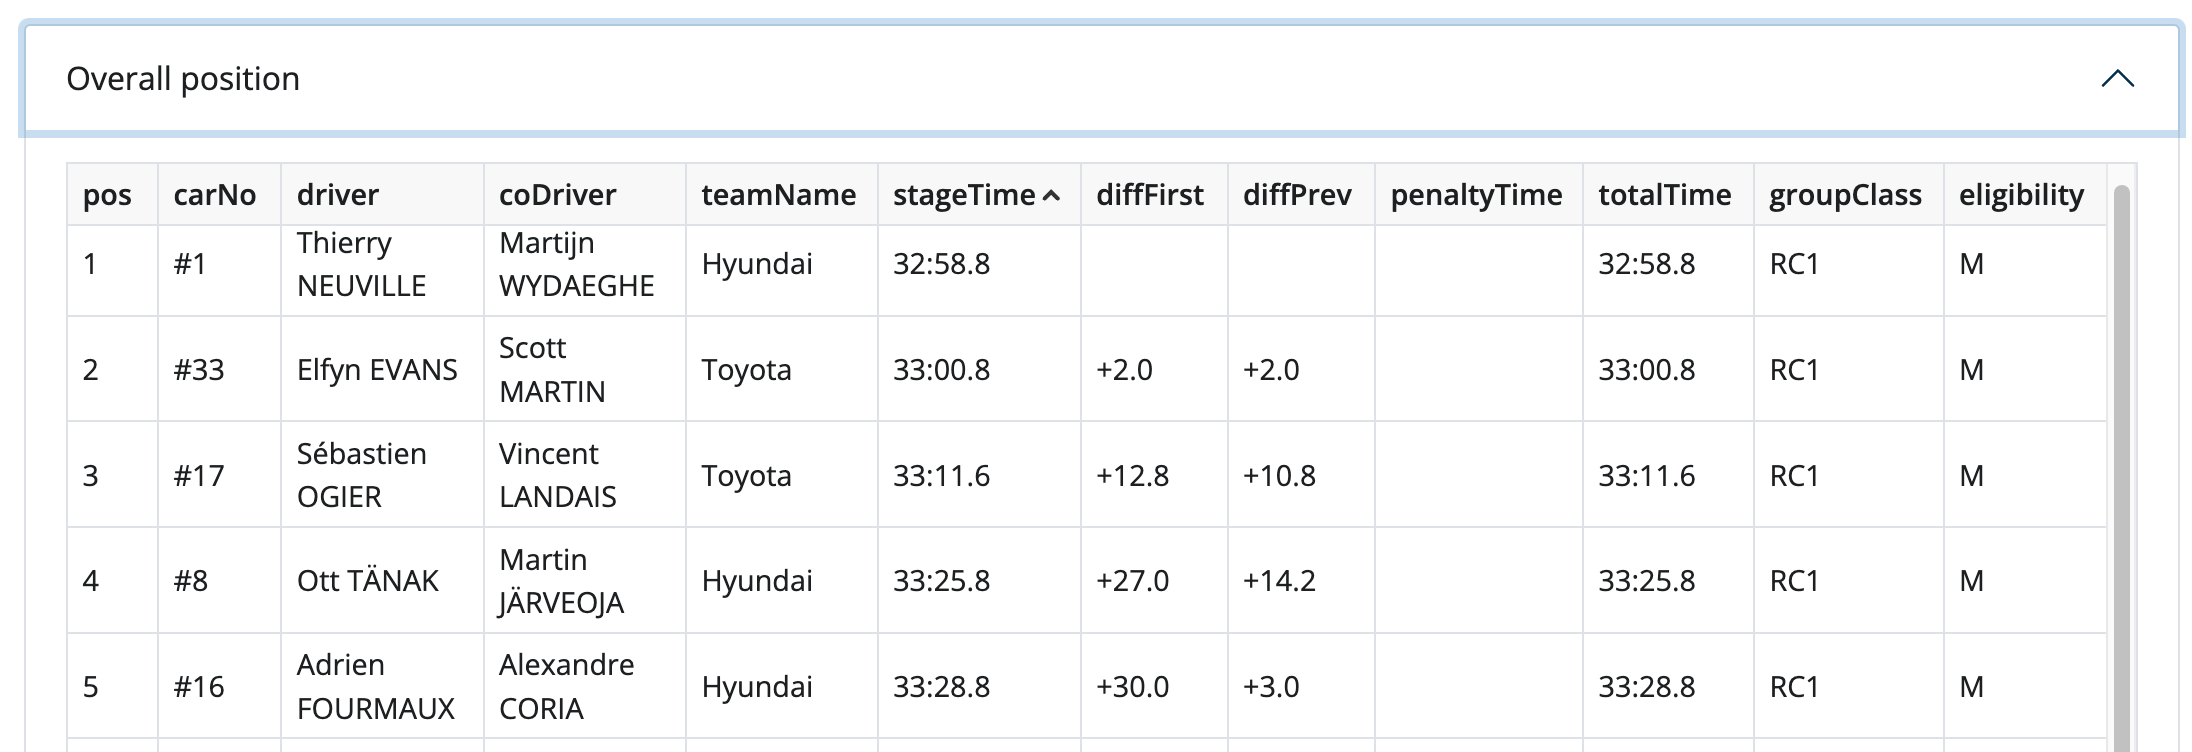 Overall position
pos carNo driver coDriver teamName stageTime diffFirst diffPrev penaltyTime totalTime groupClass eligibility
1 #1 Thierry NEUVILLE Martijn WYDAEGHE Hyundai 32:58.8 32:58.8 RC1 M
2 #33 Elfyn EVANS Scott MARTIN Toyota 33:00.8 +2.0 +2.0 33:00.8 RC1 M
3 #17 Sébastien OGIER Vincent LANDAIS Toyota 33:11.6 +12.8 +10.8 33:11.6 RC1 M
4 #8 Ott TÄNAK Martin JÄRVEOJA Hyundai 33:25.8 +27.0 +14.2 33:25.8 RC1 M
5 #16 Adrien FOURMAUX Alexandre CORIA Hyundai 33:28.8 +30.0 +3.0 33:28.8 RC1 M